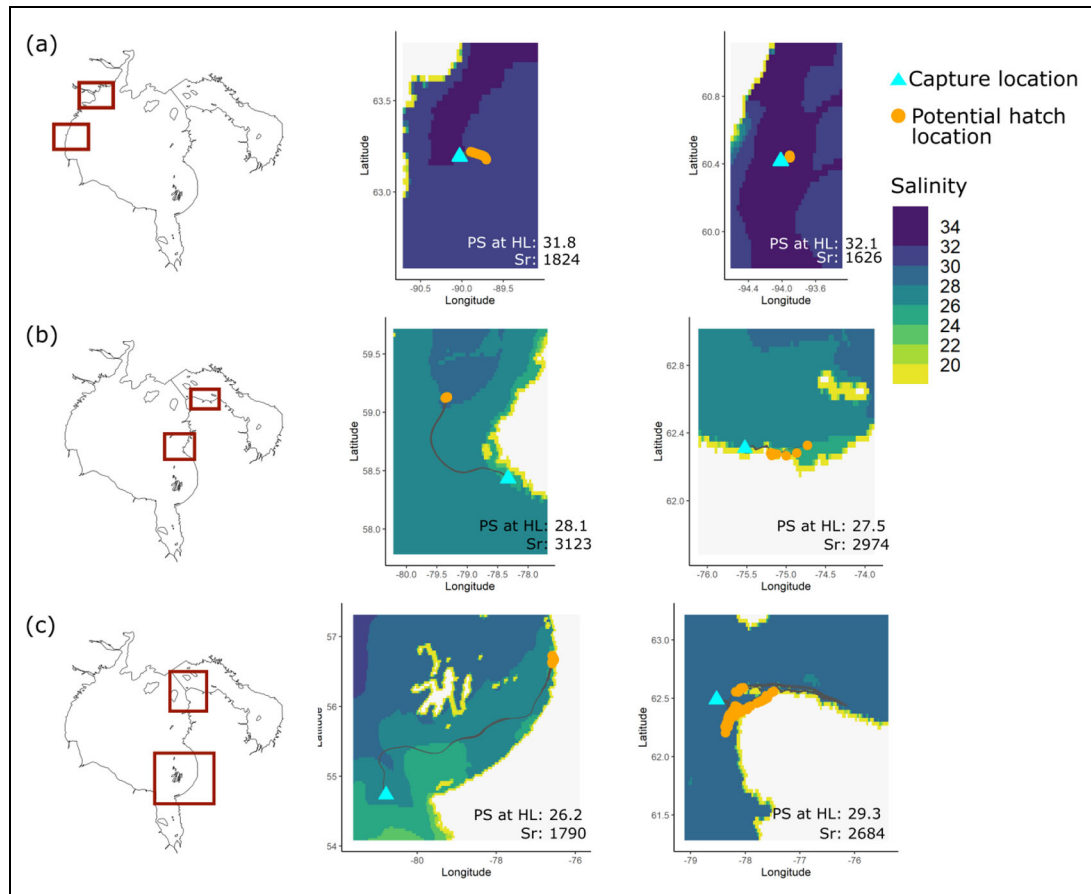 (a)
63.5
63.0
Latitude
-90.5
-90.0
-89.5
Longitude
PS at HL: 31.8
Sr: 1824
60.8
60.4
60.0
Latitude
-94.4
-94.0
-93.6
Longitude
PS at HL: 32.1
Sr: 1626
Capture location
Potential hatch
location
Salinity
34
32
30
28
26
24
22
20
(b)
59.5
59.0
58.5
58.0
Latitude
-80.0
-79.5
-79.0
-78.5
-78.0
Longitude
PS at HL: 28.1
Sr: 3123
62.8
62.4
62.0
Latitude
-76.0
-75.5
-75.0
-74.5
-74.0
Longitude
PS at HL: 27.5
Sr: 2974
(c)
57
56
55
54
Latitude
-80
-78
-76
Longitude
PS at HL: 26.2
Sr: 1790
63.0
62.5
62.0
61.5
Latitude
-79
-78
-77
-76
Longitude
PS at HL: 29.3
Sr: 2684